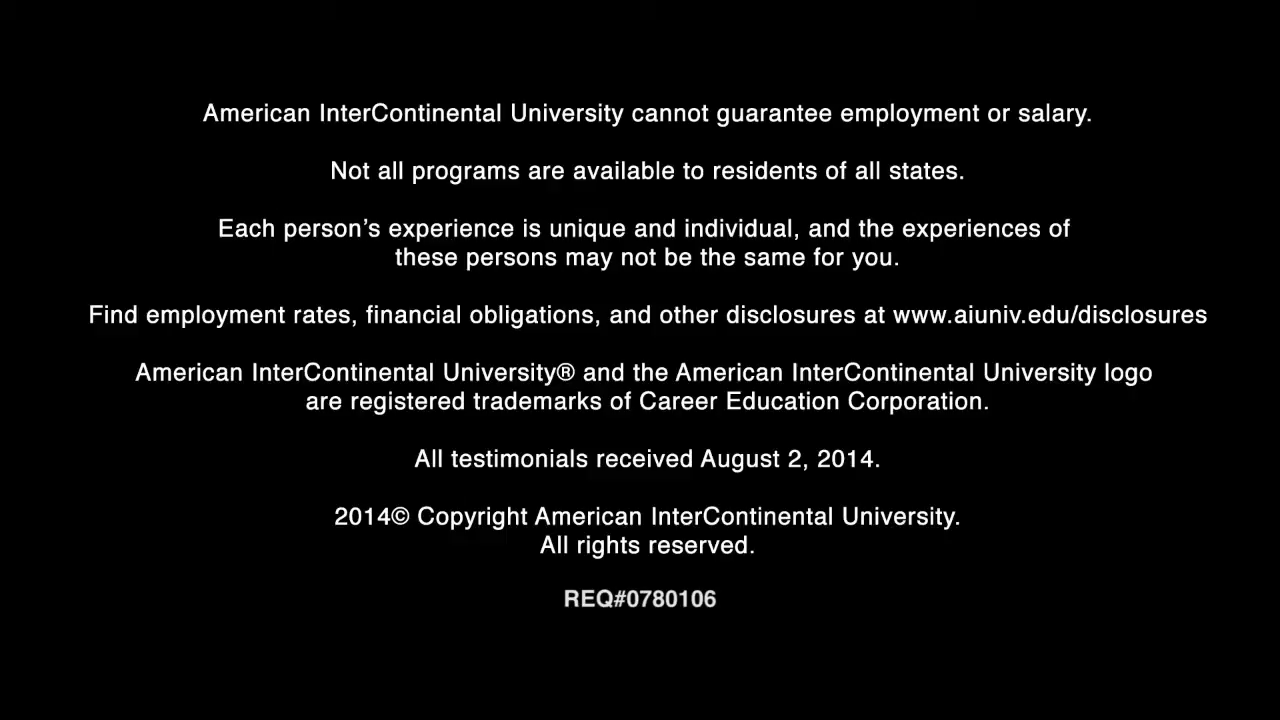 American InterContinental University cannot guarantee employment or salary.
Not all programs are available to residents of all states.
Each person’s experience is unique and individual, and the experiences of
these persons may not be the same for you.
Find employment rates, financial obligations, and other disclosures at www.aiuniv.edu/disclosures
American InterContinental University® and the American InterContinental University logo
are registered trademarks of Career Education Corporation.
All testimonials received August 2, 2014.
2014© Copyright American InterContinental University.
All rights reserved.
REQ#0780106